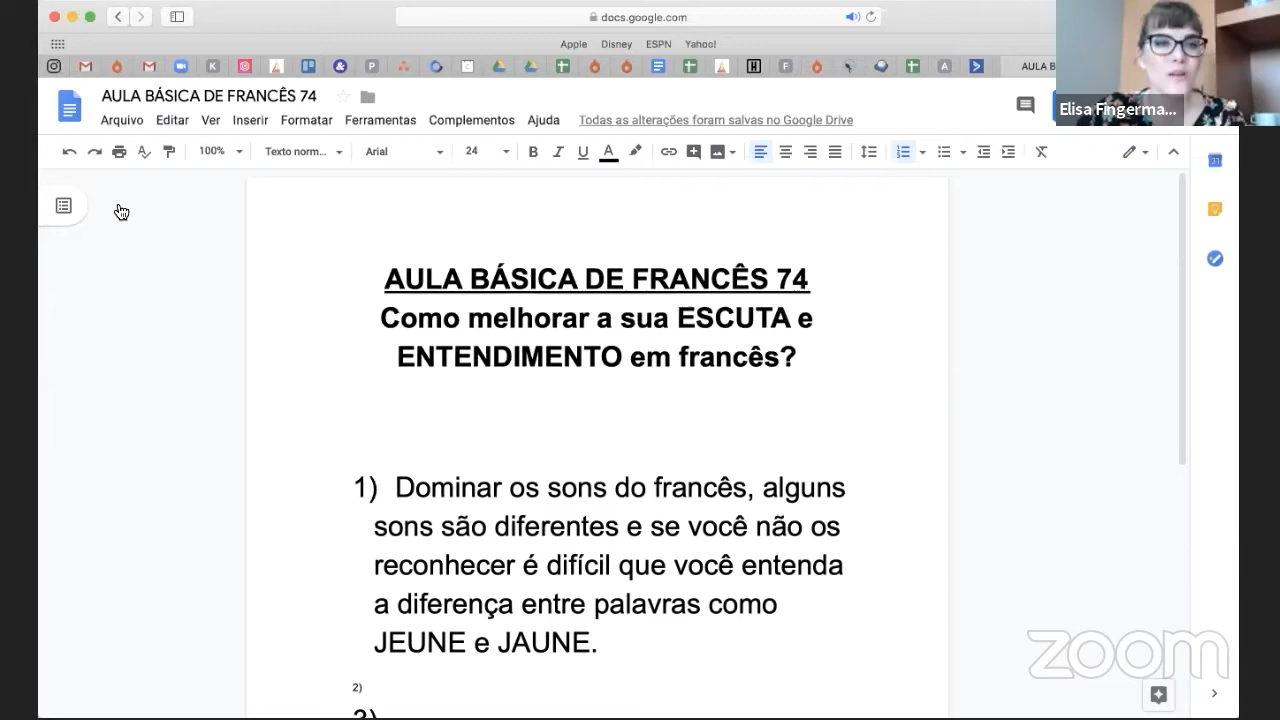 docs.google.com
Apple Disney ESPN Yahoo!
AULA B
AULA BÁSICA DE FRANCÊS 74
Arquivo Editar Ver Inserir Formatar Ferramentas Complementos Ajuda Todas as alterações foram salvas no Google Drive
Elisa Fingerma...
100% Texto norm... Arial 24
AULA BÁSICA DE FRANCÊS 74
Como melhorar a sua ESCUTA e
ENTENDIMENTO em francês?
1) Dominar os sons do francês, alguns
sons são diferentes e se você não os
reconhecer é difícil que você entenda
a diferença entre palavras como
JEUNE e JAUNE.
2)
3)
zoom